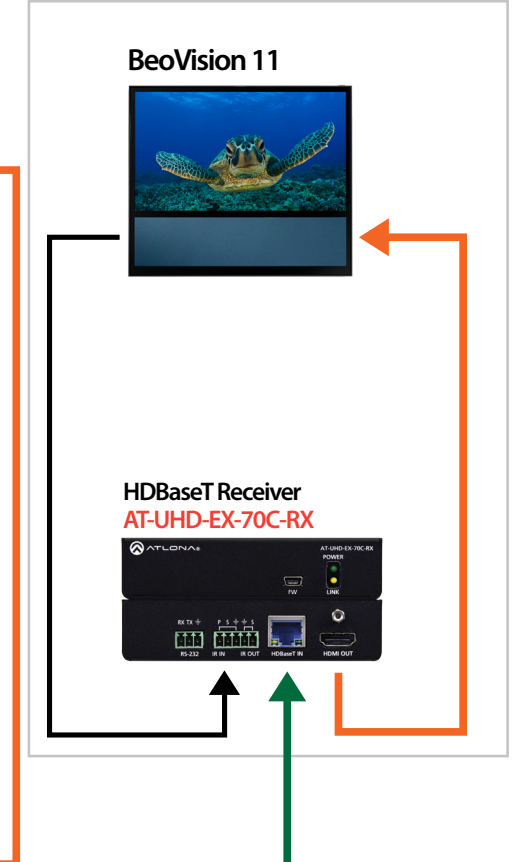 BeoVision 11
HDBaseT Receiver
AT-UHD-EX-70C-RX
ATLONA®
AT-UHD-EX-70C-RX
POWER
FW
LINK
RX TX
P S S
RS-232
IR IN
IR OUT
HDBaseT IN
HDMI OUT